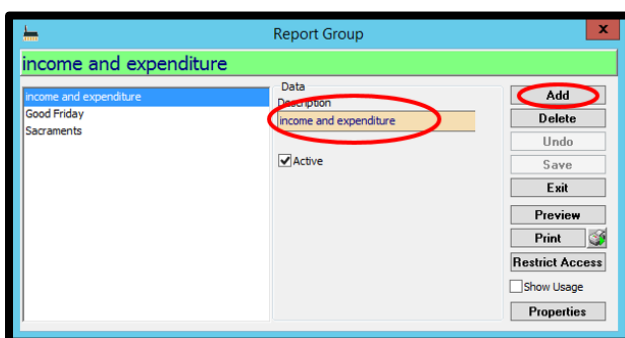 Report Group
x
income and expenditure
income and expenditure
Good Friday
Sacraments
Data
Description
income and expenditure
Active
Add
Delete
Undo
Save
Exit
Preview
Print
Restrict Access
Show Usage
Properties